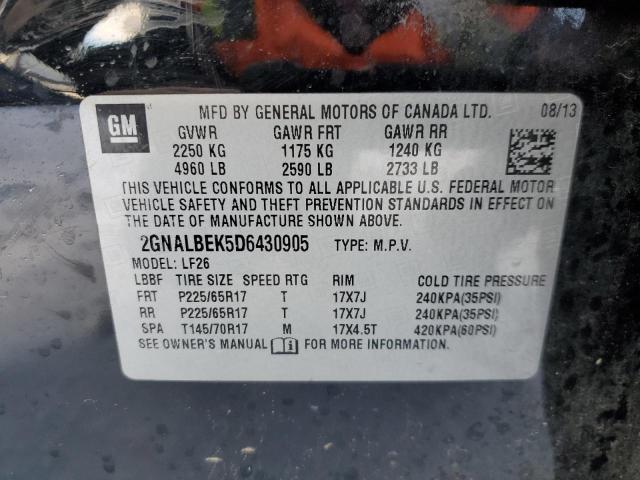 GM
MFD BY GENERAL MOTORS OF CANADA LTD. 08/13
GVWR GAWR FRT GAWR RR
2250 KG 1175 KG 1240 KG
4960 LB 2590 LB 2733 LB
THIS VEHICLE CONFORMS TO ALL APPLICABLE U.S. FEDERAL MOTOR
VEHICLE SAFETY AND THEFT PREVENTION STANDARDS IN EFFECT ON
THE DATE OF MANUFACTURE SHOWN ABOVE.
2GNALBEK5D6430905 TYPE: M.P.V.
MODEL: LF26
LBBF TIRE SIZE SPEED RTG RIM COLD TIRE PRESSURE
FRT P225/65R17 T 17X7J 240KPA(35PSI)
RR P225/65R17 T 17X7J 240KPA(35PSI)
SPA T145/70R17 M 17X4.5T 420KPA(60PSI)
SEE OWNER'S MANUAL i FOR MORE INFORMATION.